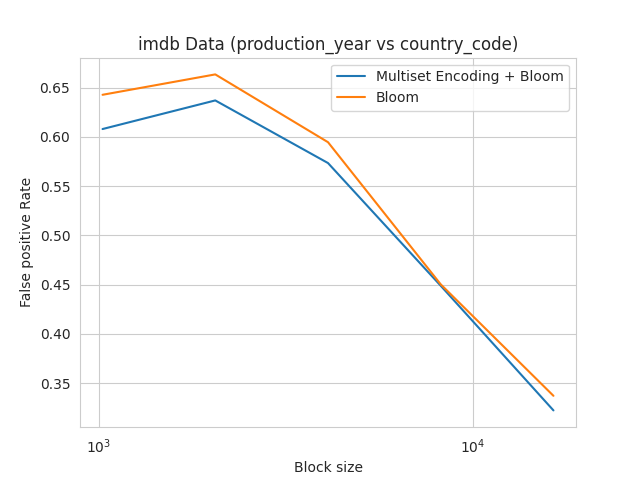 imdb Data (production_year vs country_code)
Multiset Encoding + Bloom
Bloom
False positive Rate
0.65
0.60
0.55
0.50
0.45
0.40
0.35
10³
10⁴
Block size